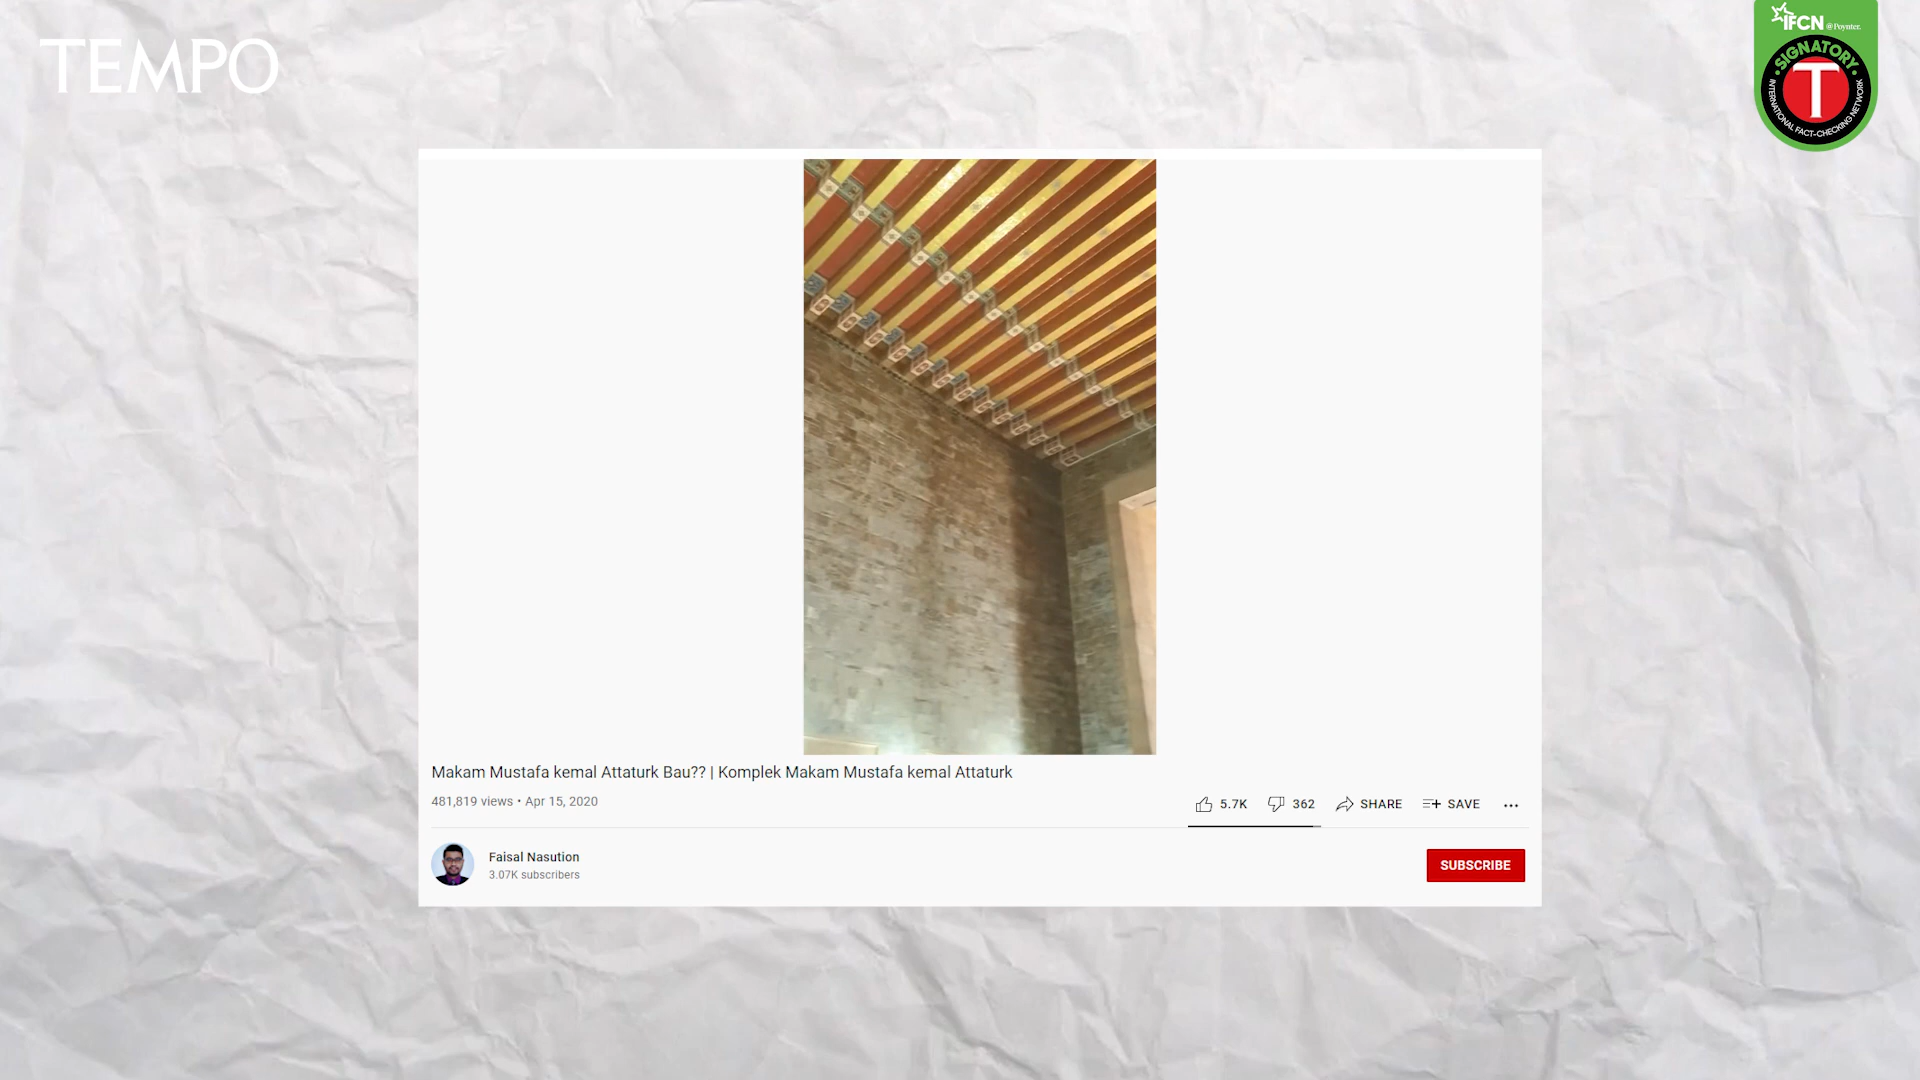 TEMPO
IFCN @Poynter.
SIGNATORY
T
INTERNATIONAL FACT-CHECKING NETWORK
Makam Mustafa kemal Attaturk Bau?? | Komplek Makam Mustafa kemal Attaturk
481,819 views • Apr 15, 2020
5.7K 362 SHARE SAVE ...
Faisal Nasution
3.07K subscribers
SUBSCRIBE